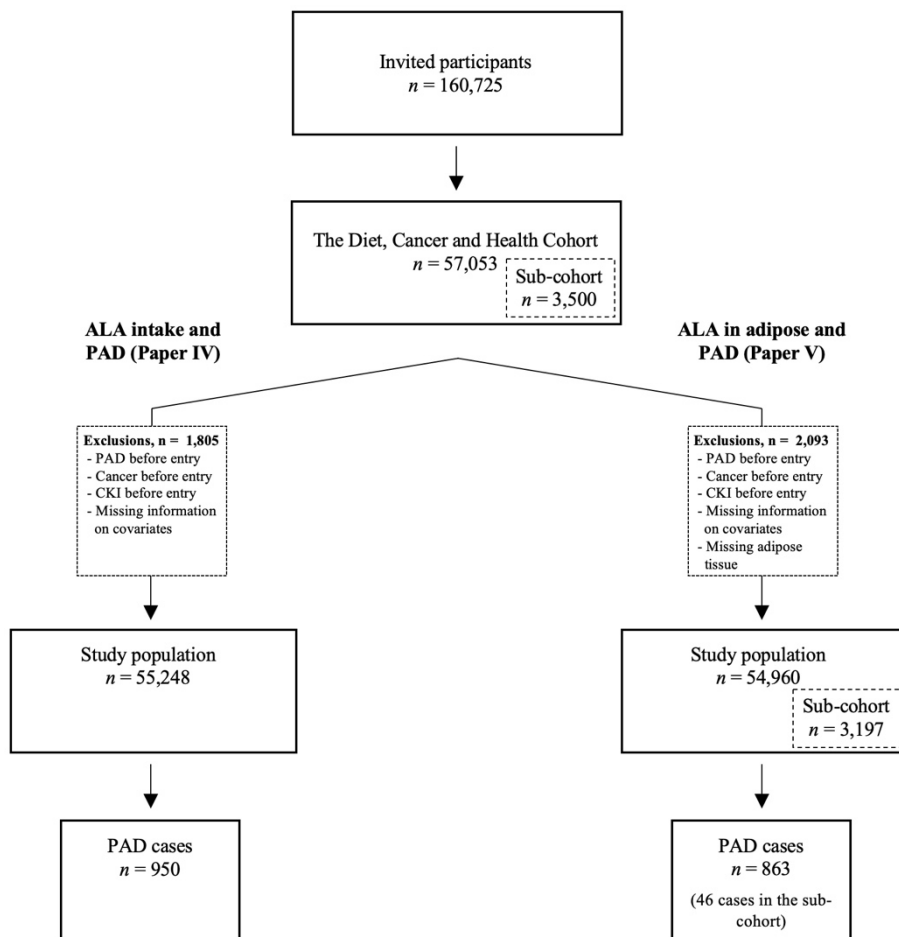 Invited participants
n = 160,725
The Diet, Cancer and Health Cohort
n = 57,053
Sub-cohort
n = 3,500
ALA intake and
PAD (Paper IV)
ALA in adipose and
PAD (Paper V)
Exclusions, n = 1,805
- PAD before entry
- Cancer before entry
- CKI before entry
- Missing information
on covariates
Exclusions, n = 2,093
- PAD before entry
- Cancer before entry
- CKI before entry
- Missing information
on covariates
- Missing adipose
tissue
Study population
n = 55,248
Study population
n = 54,960
Sub-cohort
n = 3,197
PAD cases
n = 950
PAD cases
n = 863
(46 cases in the sub-
cohort)